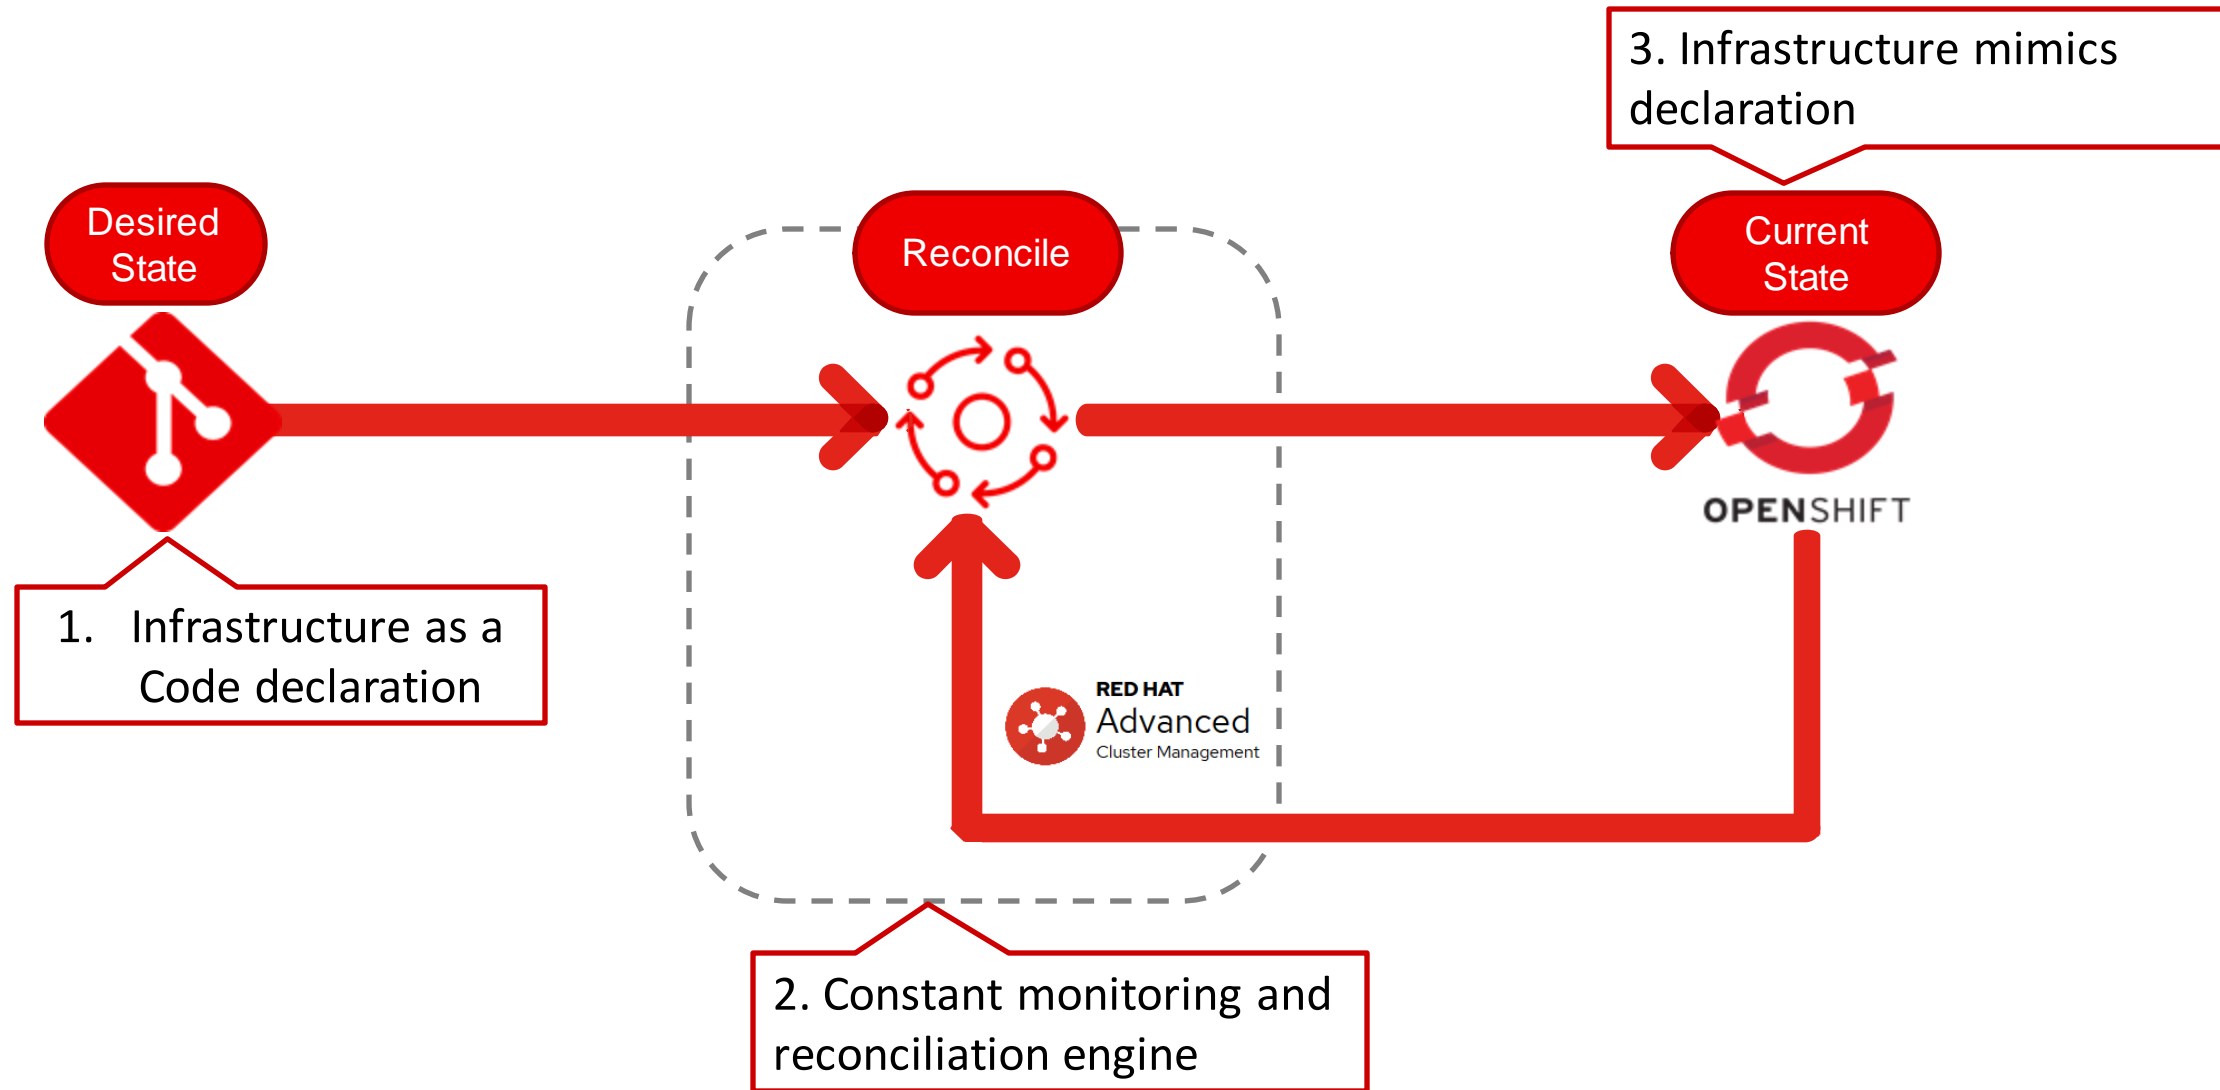 3. Infrastructure mimics
declaration
Desired
State
Reconcile
Current
State
OPENSHIFT
1. Infrastructure as a
Code declaration
RED HAT
Advanced
Cluster Management
2. Constant monitoring and
reconciliation engine